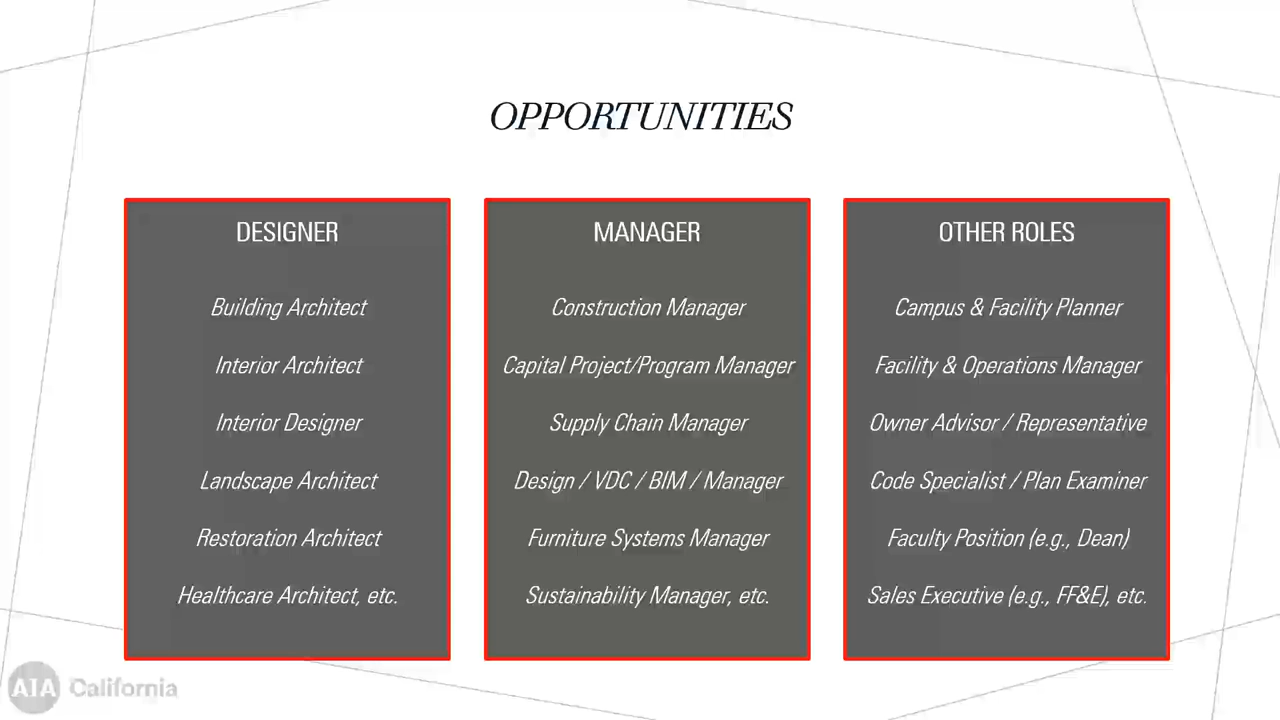 OPPORTUNITIES
DESIGNER
Building Architect
Interior Architect
Interior Designer
Landscape Architect
Restoration Architect
Healthcare Architect, etc.
MANAGER
Construction Manager
Capital Project/Program Manager
Supply Chain Manager
Design / VDC / BIM / Manager
Furniture Systems Manager
Sustainability Manager, etc.
OTHER ROLES
Campus & Facility Planner
Facility & Operations Manager
Owner Advisor / Representative
Code Specialist / Plan Examiner
Faculty Position (e.g., Dean)
Sales Executive (e.g., FF&E), etc.
AIA California